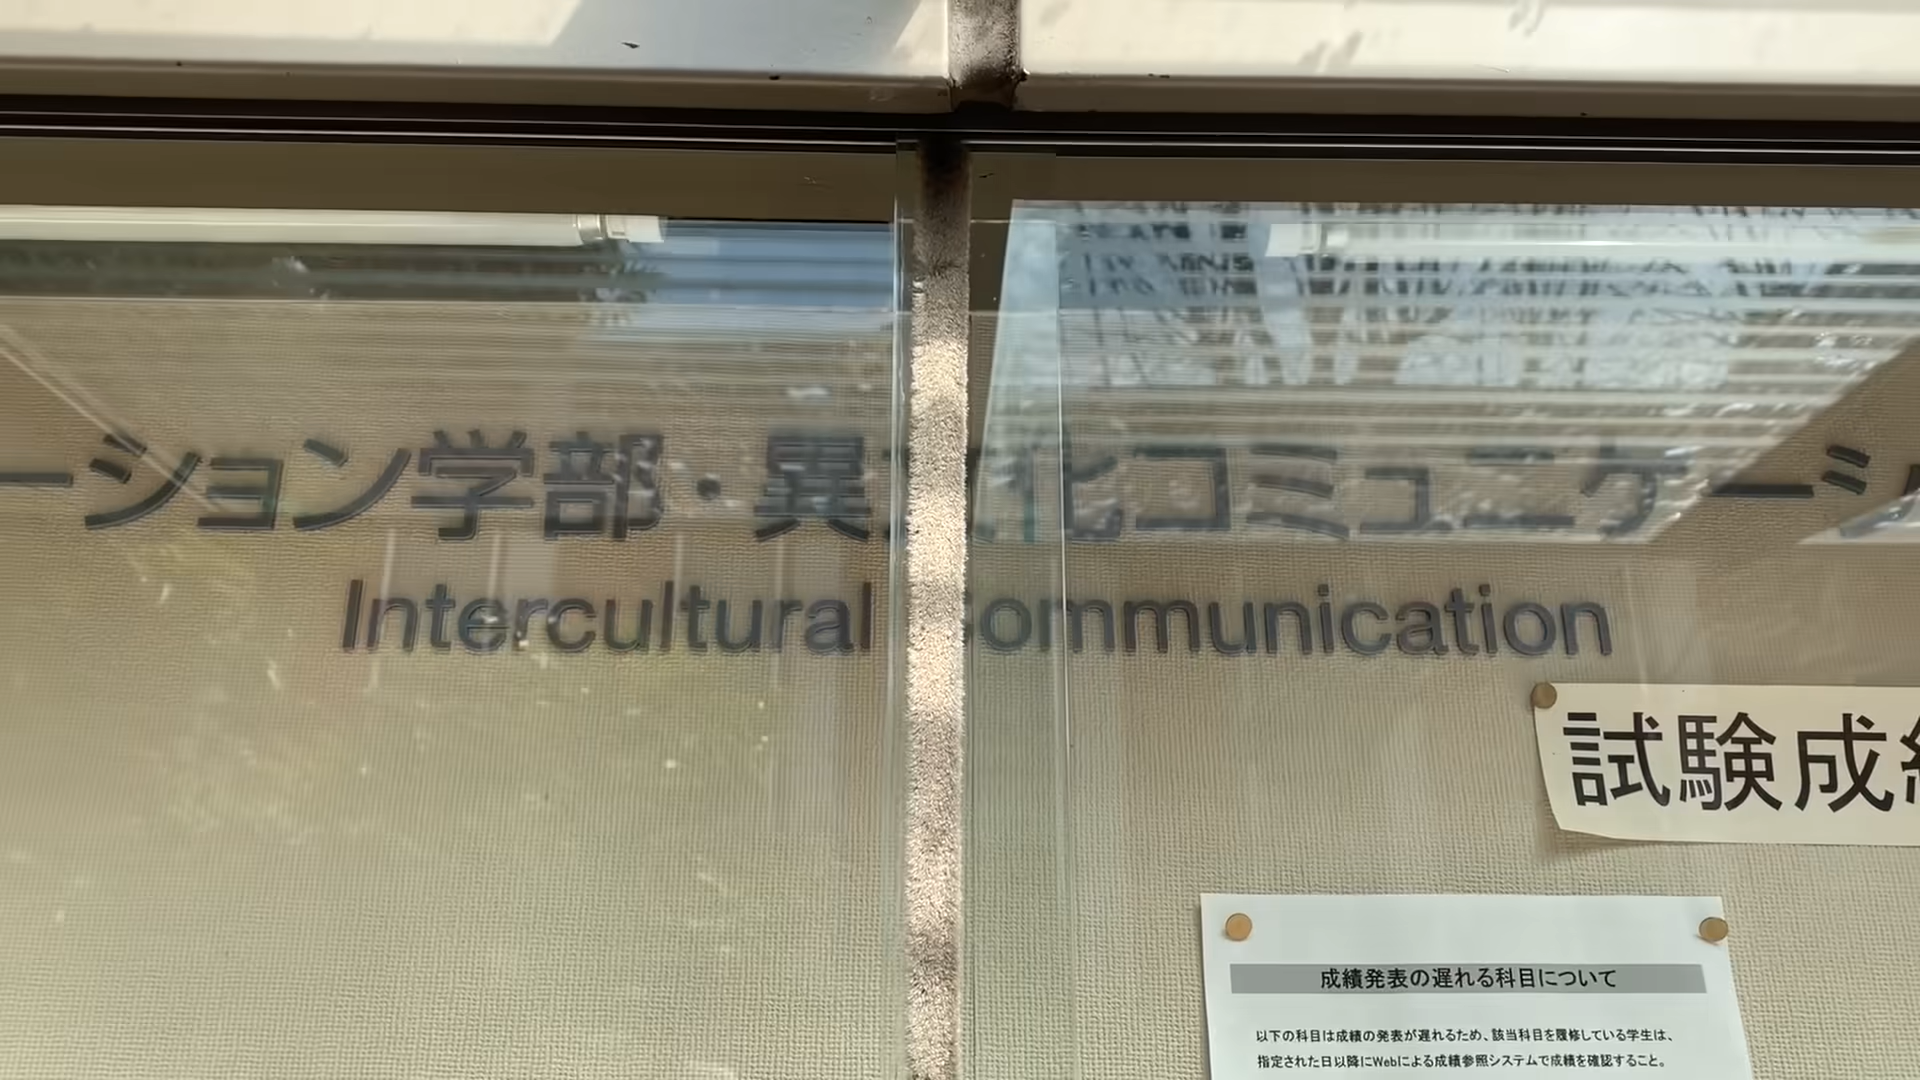 ーション学部・異文化コミュニケーシ
Intercultural Communication
試験成
成績発表の遅れる科目について
以下の科目は成績の発表が遅れるため、該当科目を履修している学生は、
指定された日以降にWebによる成績参照システムで成績を確認すること。